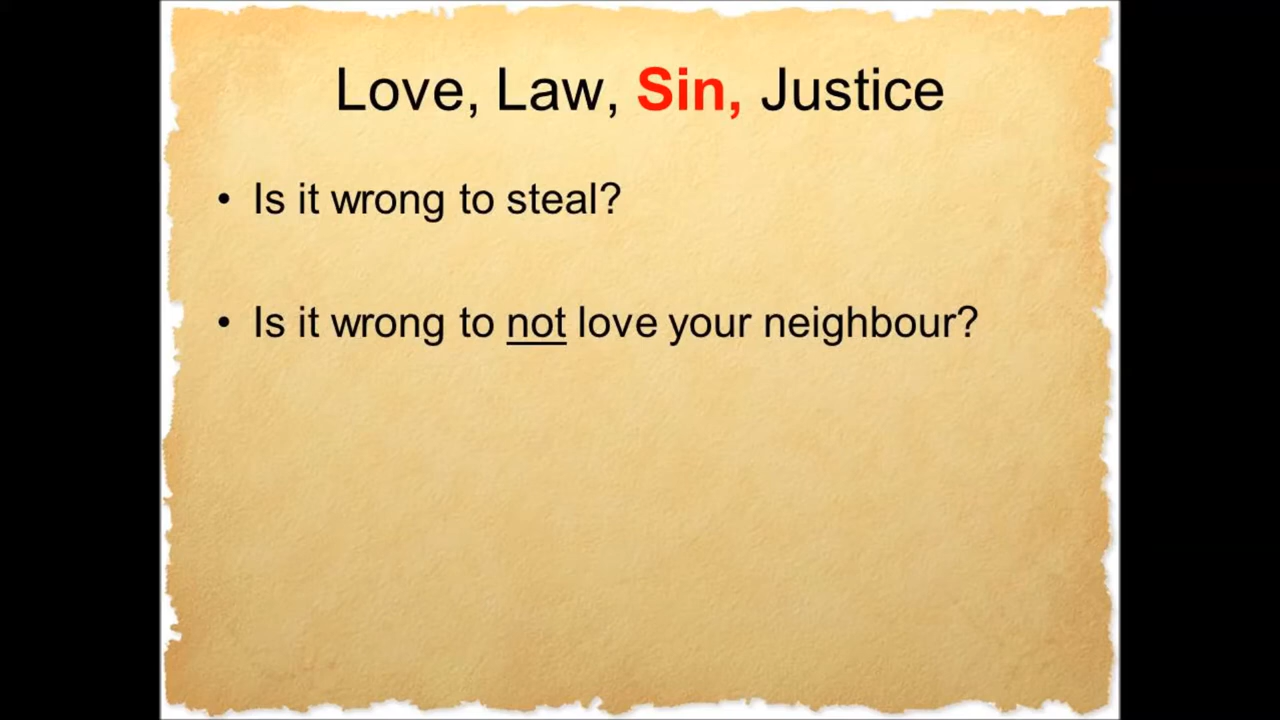 Love, Law, Sin, Justice
• Is it wrong to steal?
• Is it wrong to not love your neighbour?